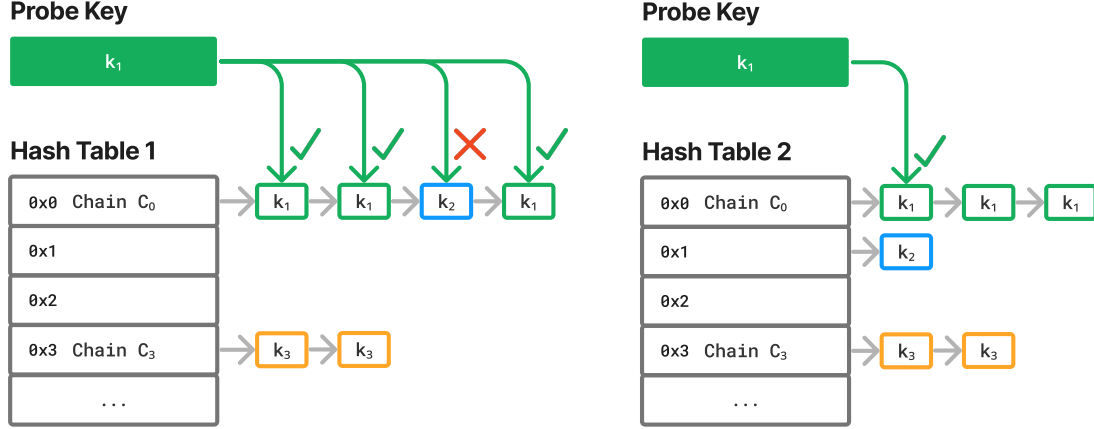 Probe Key
k₁
Hash Table 1
0x0 Chain C₀
k₁ k₁ k₂ k₁
0x1
0x2
0x3 Chain C₃
k₃ k₃
...
Probe Key
k₁
Hash Table 2
0x0 Chain C₀
k₁ k₁ k₁
0x1
k₂
0x2
0x3 Chain C₃
k₃ k₃
...